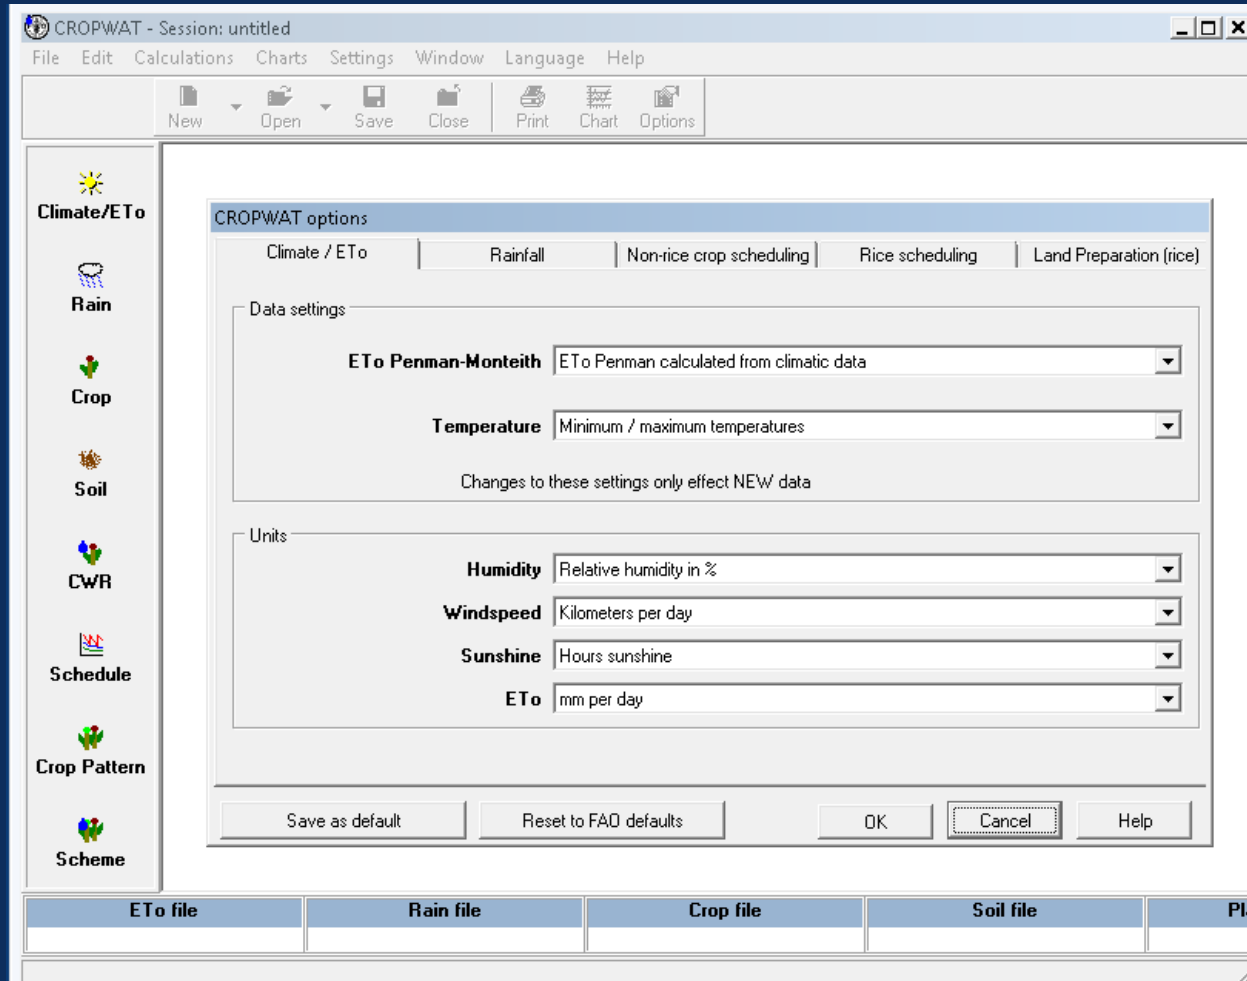 CROPWAT - Session: untitled
File Edit Calculations Charts Settings Window Language Help
New Open Save Close Print Chart Options
Climate/ETo
Rain
Crop
Soil
CWR
Schedule
Crop Pattern
Scheme
CROPWAT options
Climate / ETo Rainfall Non-rice crop scheduling Rice scheduling Land Preparation (rice)
Data settings
ETo Penman-Monteith ETo Penman calculated from climatic data
Temperature Minimum / maximum temperatures
Changes to these settings only effect NEW data
Units
Humidity Relative humidity in %
Windspeed Kilometers per day
Sunshine Hours sunshine
ETo mm per day
Save as default Reset to FAO defaults OK Cancel Help
ETo file Rain file Crop file Soil file